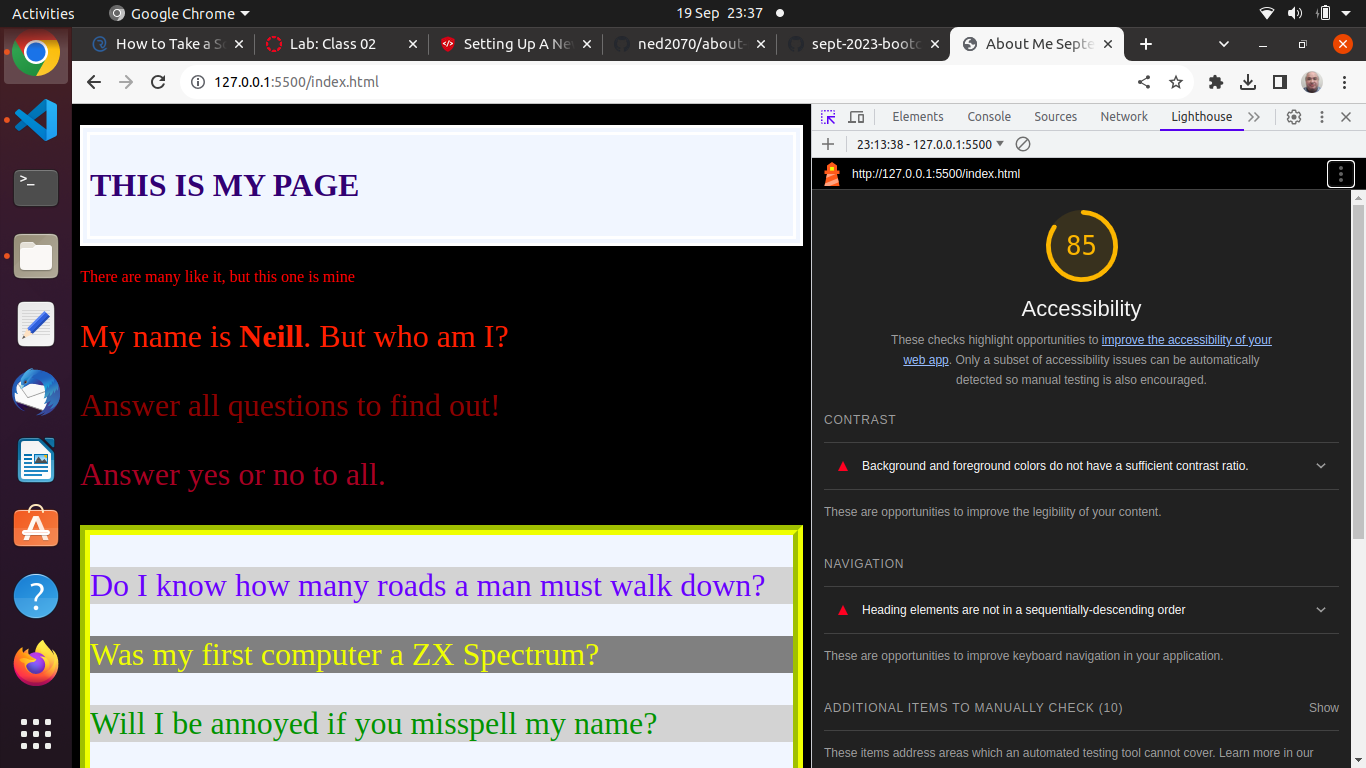 Activities
Google Chrome
19 Sep 23:37
How to Take a S
Lab: Class 02
Setting Up A Ne
ned2070/about-
sept-2023-bootc
About Me Septe
127.0.0.1:5500/index.html
Elements
Console
Sources
Network
Lighthouse
23:13:38 - 127.0.0.1:5500
http://127.0.0.1:5500/index.html
THIS IS MY PAGE
There are many like it, but this one is mine
My name is Neill. But who am I?
Answer all questions to find out!
Answer yes or no to all.
Do I know how many roads a man must walk down?
Was my first computer a ZX Spectrum?
Will I be annoyed if you misspell my name?
85
Accessibility
These checks highlight opportunities to improve the accessibility of your
web app. Only a subset of accessibility issues can be automatically
detected so manual testing is also encouraged.
CONTRAST
Background and foreground colors do not have a sufficient contrast ratio.
These are opportunities to improve the legibility of your content.
NAVIGATION
Heading elements are not in a sequentially-descending order
These are opportunities to improve keyboard navigation in your application.
ADDITIONAL ITEMS TO MANUALLY CHECK (10)
Show
These items address areas which an automated testing tool cannot cover. Learn more in our